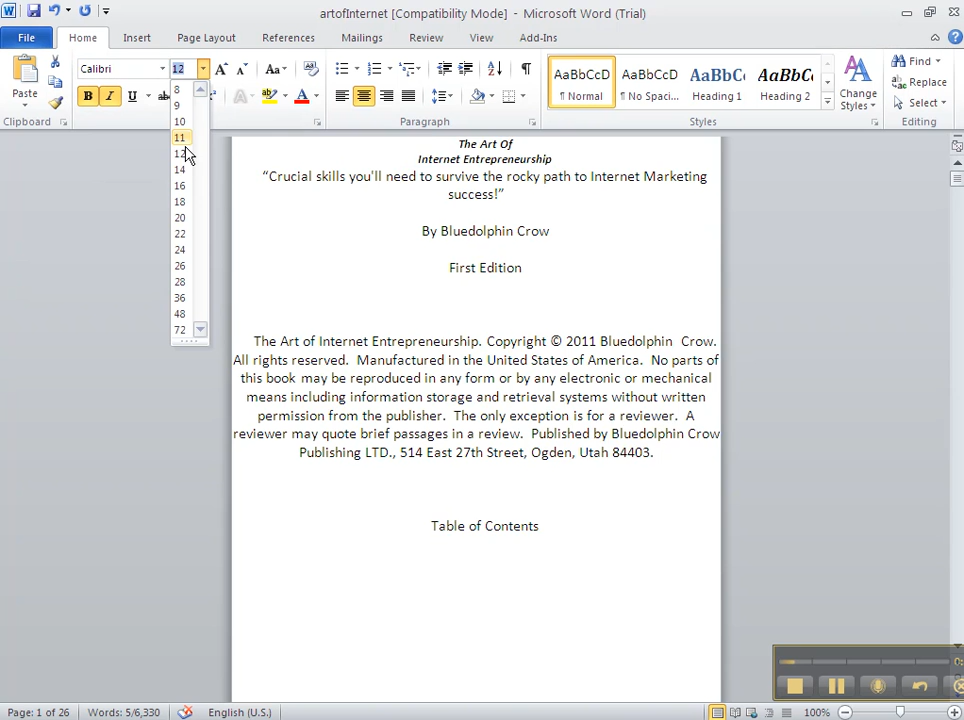 artofInternet [Compatibility Mode] - Microsoft Word (Trial)
File Home Insert Page Layout References Mailings Review View Add-Ins
Calibri 12
Paste
Clipboard Paragraph Styles Editing
AaBbCcD AaBbCcD AaBbC AaBbCc
¶ Normal ¶ No Spaci... Heading 1 Heading 2
Change Styles
Find
Replace
Select
8
9
10
11
12
14
16
18
20
22
24
26
28
36
48
72
The Art Of
Internet Entrepreneurship
“Crucial skills you'll need to survive the rocky path to Internet Marketing
success!”
By Bluedolphin Crow
First Edition
The Art of Internet Entrepreneurship. Copyright © 2011 Bluedolphin Crow.
All rights reserved. Manufactured in the United States of America. No parts of
this book may be reproduced in any form or by any electronic or mechanical
means including information storage and retrieval systems without written
permission from the publisher. The only exception is for a reviewer. A
reviewer may quote brief passages in a review. Published by Bluedolphin Crow
Publishing LTD., 514 East 27th Street, Ogden, Utah 84403.
Table of Contents
Page: 1 of 26 Words: 5/6,330 English (U.S.) 100%